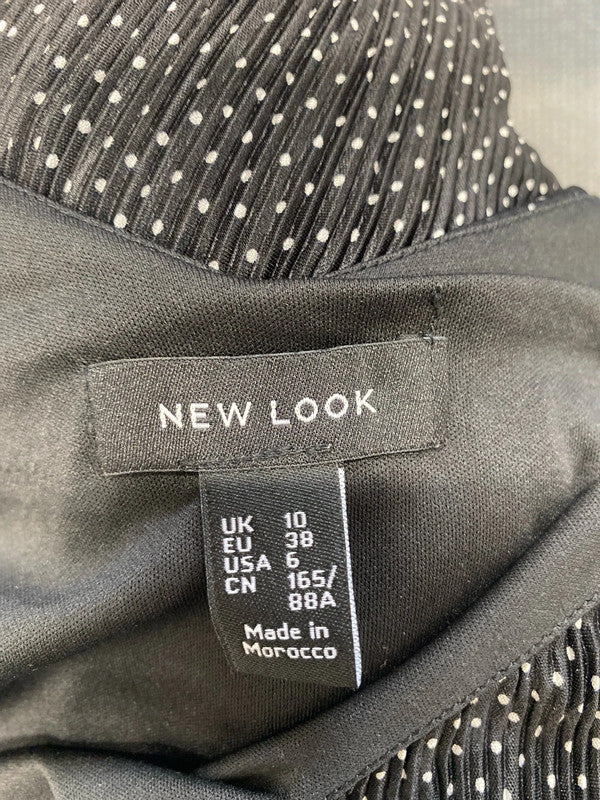 NEW LOOK
UK 10
EU 38
USA 6
CN 165/
88A
Made in
Morocco